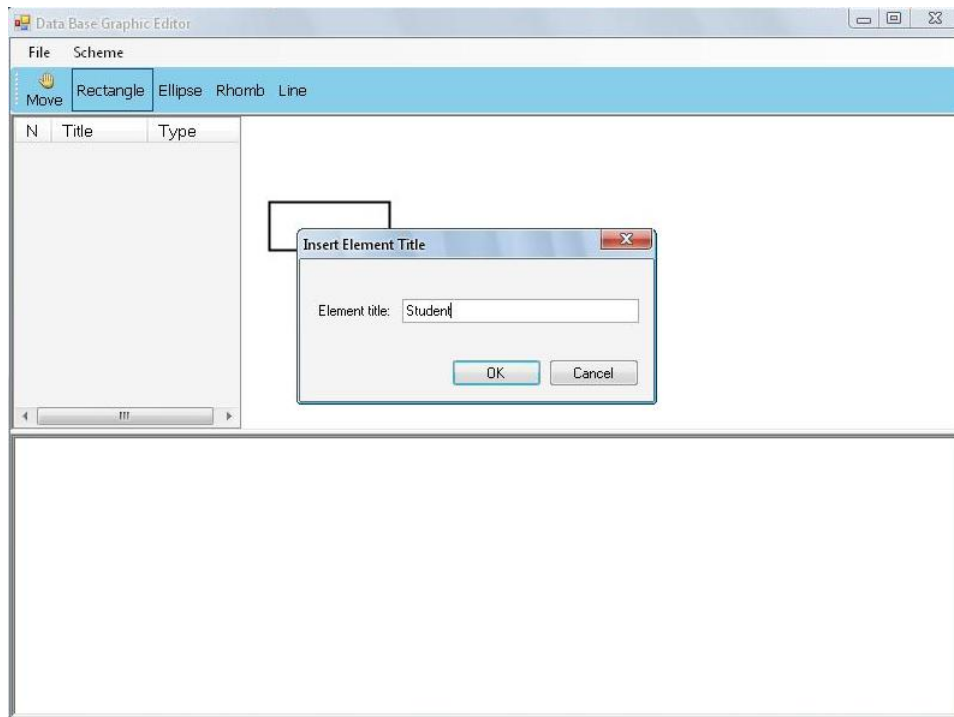 Data Base Graphic Editor
File Scheme
Move Rectangle Ellipse Rhomb Line
N Title Type
Insert Element Title
Element title: Student
OK Cancel